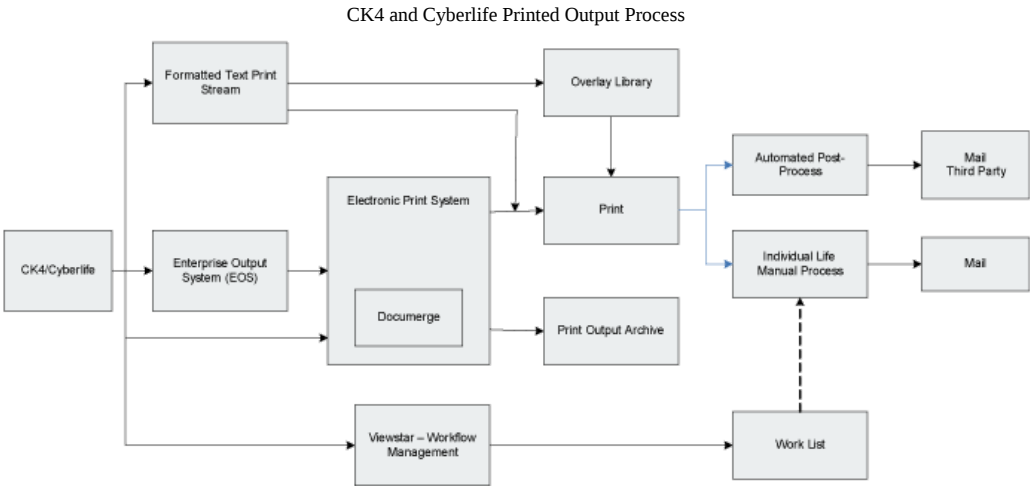 CK4 and Cyberlife Printed Output Process
Formatted Text Print
Stream
Overlay Library
Automated Post-
Process
Mail
Third Party
Electronic Print System
Print
CK4/Cyberlife
Enterprise Output
System (EOS)
Individual Life
Manual Process
Mail
Documerge
Print Output Archive
Viewstar – Workflow
Management
Work List